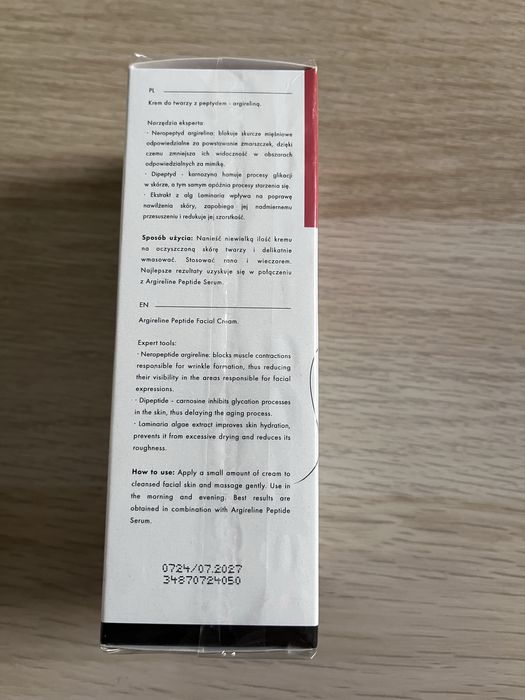 PL
Krem do twarzy z peptydem - argireliną.
Narzędzia eksperta:
· Neropeptyd argirelina: blokuje skurcze mięśniowe
odpowiedzialne za powstawanie zmarszczek, dzięki
czemu zmniejsza ich widoczność w obszarach
odpowiedzialnych za mimikę.
· Dipeptyd - karnozyna hamuje procesy glikacji
w skórze, a tym samym opóźnia procesy starzenia się.
· Ekstrakt z alg Laminaria wpływa na poprawę
nawilżenia skóry, zapobiega jej nadmiernemu
przesuszeniu i redukuje jej szorstkość.
Sposób użycia: Nanieść niewielką ilość kremu
na oczyszczoną skórę twarzy i delikatnie
wmasować. Stosować rano i wieczorem.
Najlepsze rezultaty uzyskuje się w połączeniu
z Argireline Peptide Serum.
EN
Argireline Peptide Facial Cream.
Expert tools:
· Neropeptide argireline: blocks muscle contractions
responsible for wrinkle formation, thus reducing
their visibility in the areas responsible for facial
expressions.
· Dipeptide - carnosine inhibits glycation processes
in the skin, thus delaying the aging process.
· Laminaria algae extract improves skin hydration,
prevents it from excessive drying and reduces its
roughness.
How to use: Apply a small amount of cream to
cleansed facial skin and massage gently. Use in
the morning and evening. Best results are
obtained in combination with Argireline Peptide
Serum.
0724/07.2027
34870724050